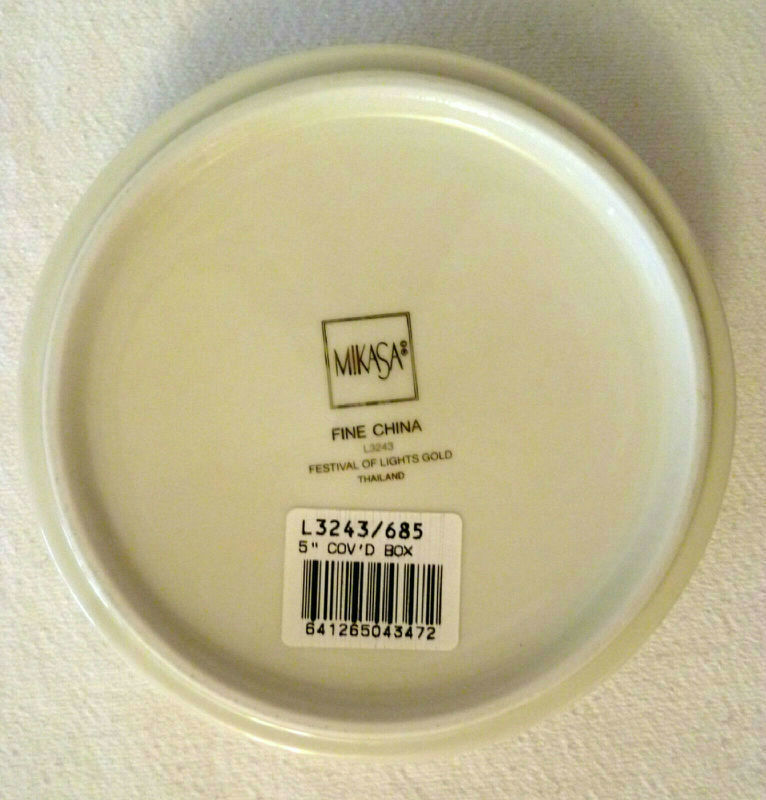 MIKASA®
FINE CHINA
L3243
FESTIVAL OF LIGHTS GOLD
THAILAND
L3243/685
5" COV'D BOX
641265043472